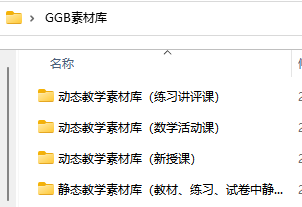 GGB素材库
名称
动态教学素材库（练习讲评课）
动态教学素材库（数学活动课）
动态教学素材库（新授课）
静态教学素材库（教材、练习、试卷中静...